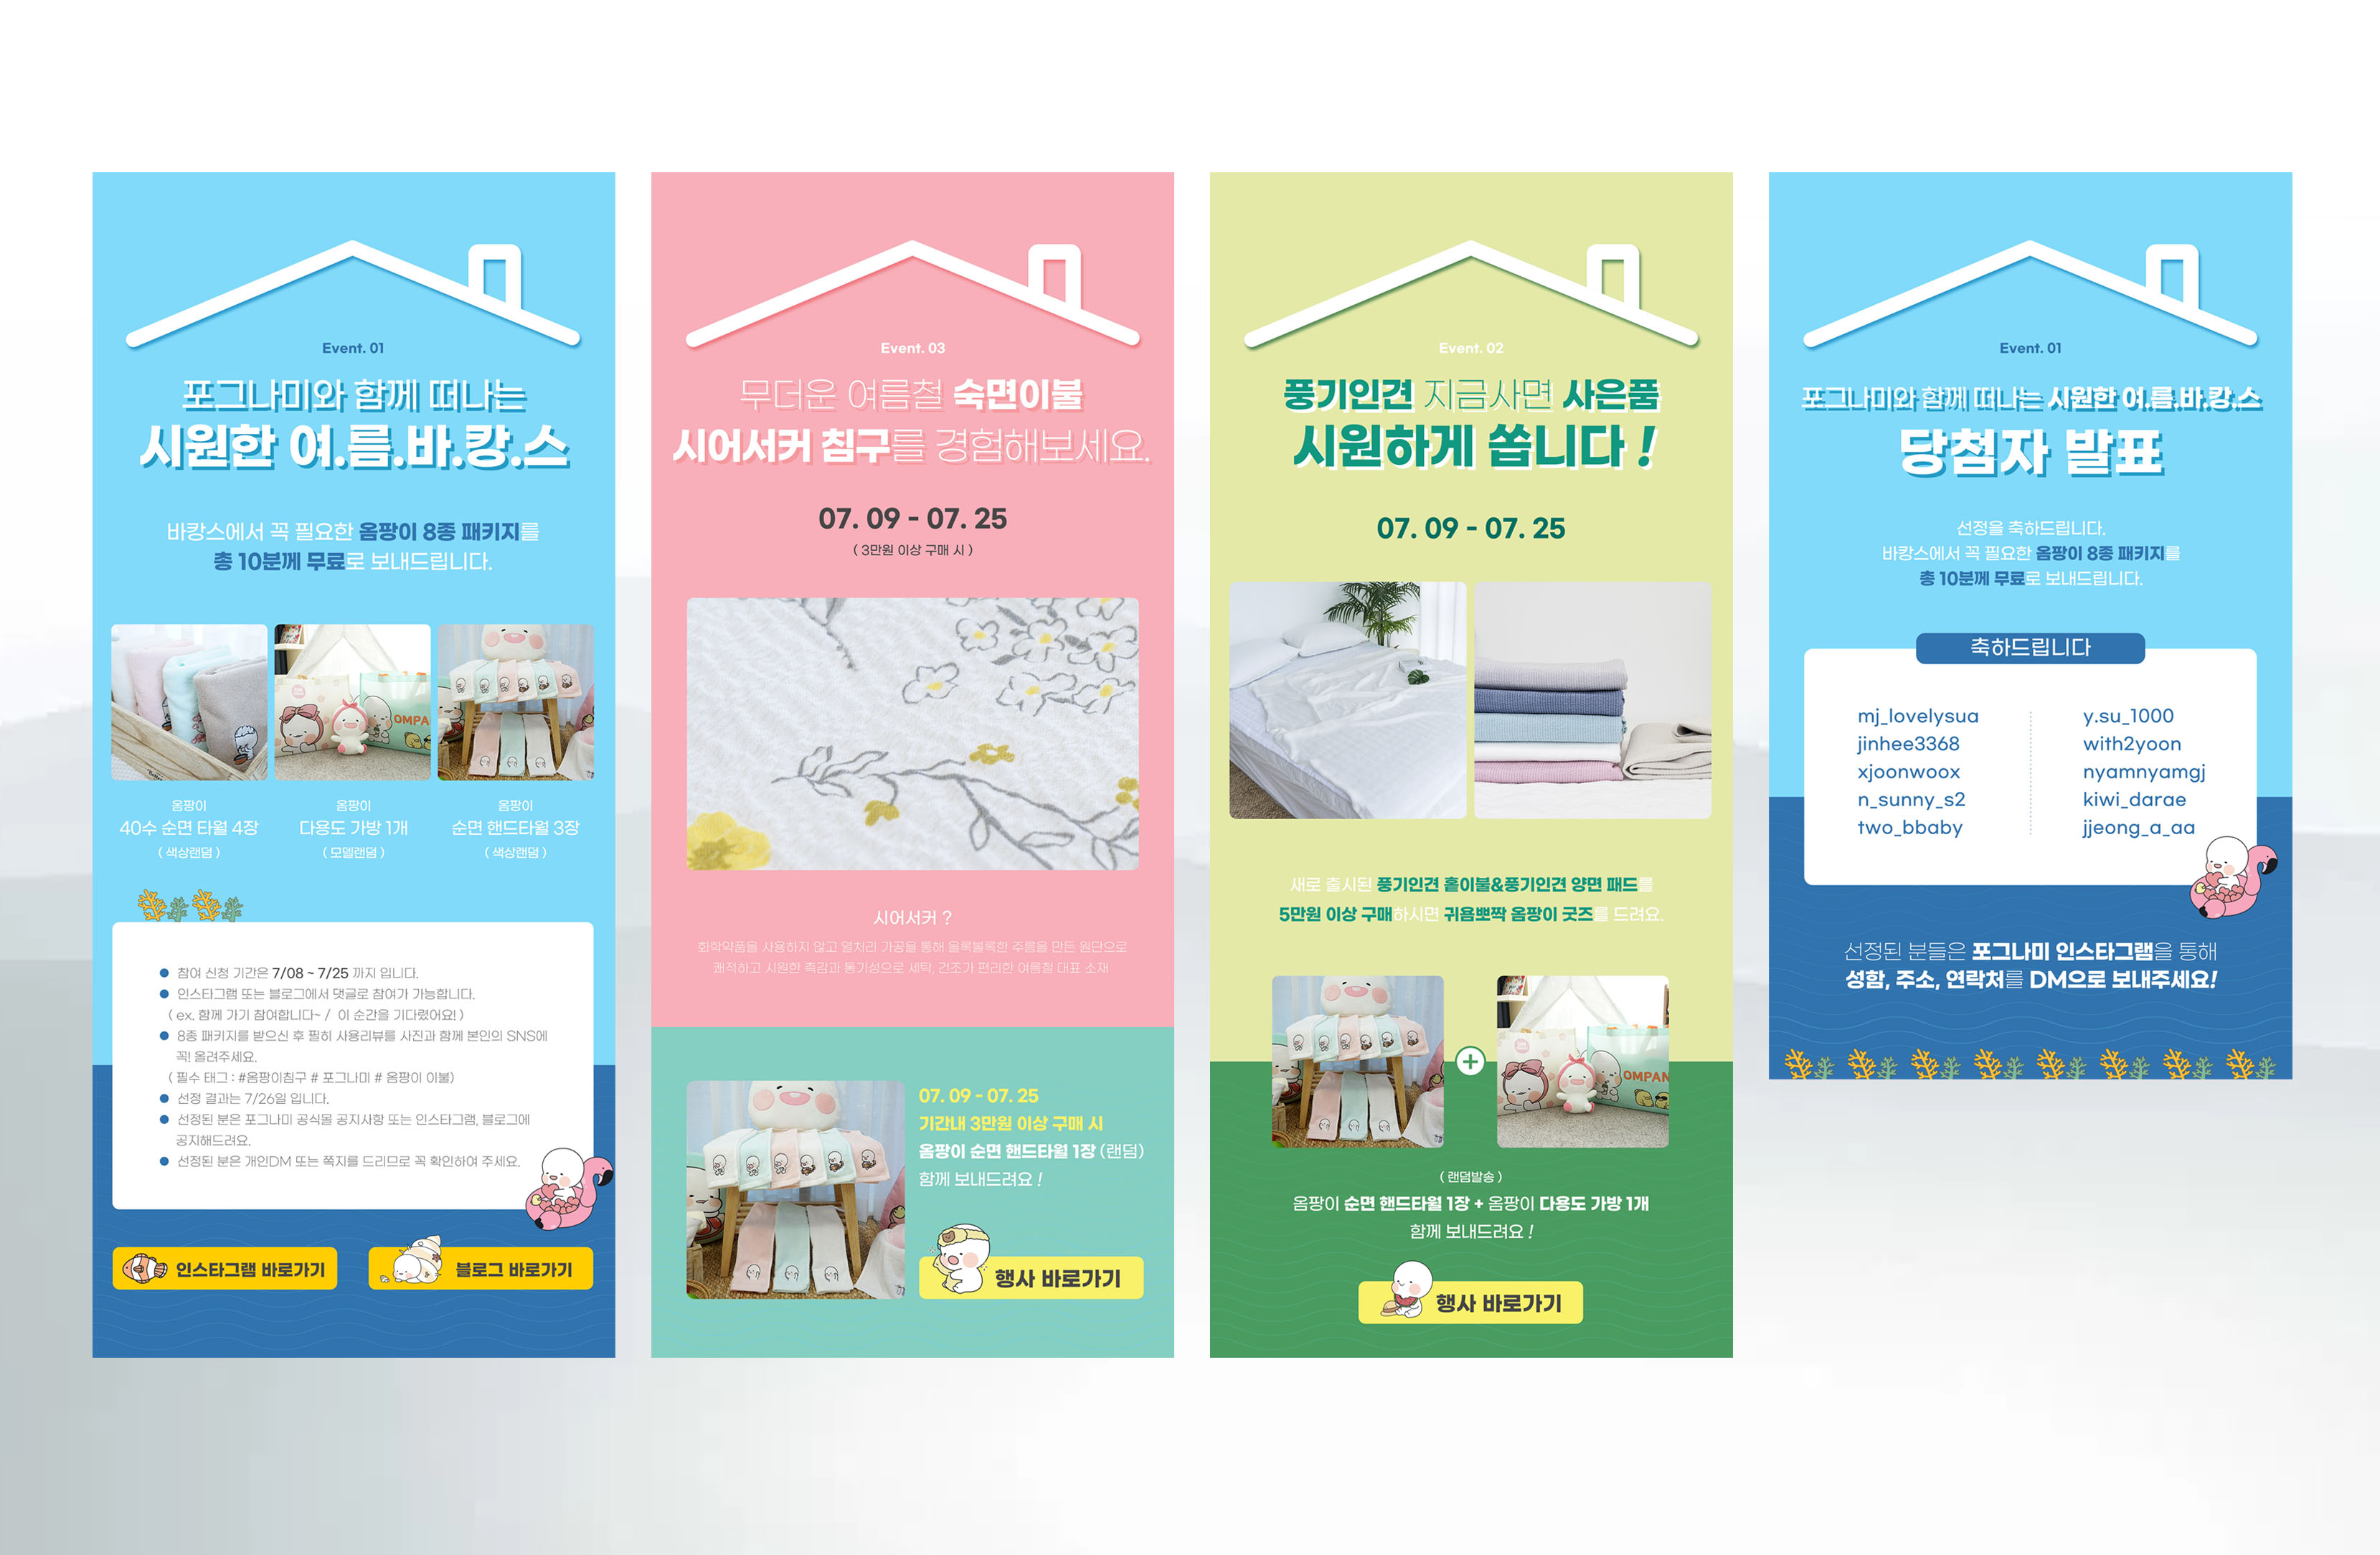 Event. 01
포그나미와 함께 떠나는
시원한 여.름.바.캉.스
바캉스에서 꼭 필요한 옴팡이 8종 패키지를
총 10분께 무료로 보내드립니다.
OMPA
옴팡이
40수 순면 타월 4장
( 색상랜덤 )
옴팡이
다용도 가방 1개
( 모델랜덤 )
옴팡이
순면 핸드타월 3장
( 색상랜덤 )
참여 신청 기간은 7/08 ~ 7/25 까지 입니다.
인스타그램 또는 블로그에서 댓글로 참여가 가능합니다.
( ex. 함께 가기 참여합니다~ / 이 순간을 기다렸어요! )
8종 패키지를 받으신 후 필히 사용리뷰를 사진과 함께 본인의 SNS에
꼭! 올려주세요.
( 필수 태그 : #옴팡이침구 # 포그나미 # 옴팡이 이불)
선정 결과는 7/26일 입니다.
선정된 분은 포그나미 공식몰 공지사항 또는 인스타그램, 블로그에
공지해드려요.
선정된 분은 개인DM 또는 쪽지를 드리므로 꼭 확인하여 주세요.
인스타그램 바로가기
블로그 바로가기
Event. 03
무더운 여름철 숙면이불
시어서커 침구를 경험해보세요.
07. 09 - 07. 25
( 3만원 이상 구매 시 )
시어서커 ?
화학약품을 사용하지 않고 열처리 가공을 통해 올록볼록한 주름을 만든 원단으로
쾌적하고 시원한 촉감과 통기성으로 세탁, 건조가 편리한 여름철 대표 소재
07. 09 - 07. 25
기간내 3만원 이상 구매 시
옴팡이 순면 핸드타월 1장 (랜덤)
함께 보내드려요 !
행사 바로가기
Event. 02
풍기인견 지금사면 사은품
시원하게 쏩니다 !
07. 09 - 07. 25
새로 출시된 풍기인견 홑이불&풍기인견 양면 패드를
5만원 이상 구매하시면 귀욤뽀짝 옴팡이 굿즈를 드려요.
+
OMPAN
( 랜덤발송 )
옴팡이 순면 핸드타월 1장 + 옴팡이 다용도 가방 1개
함께 보내드려요 !
행사 바로가기
Event. 01
포그나미와 함께 떠나는 시원한 여.름.바.캉.스
당첨자 발표
선정을 축하드립니다.
바캉스에서 꼭 필요한 옴팡이 8종 패키지를
총 10분께 무료로 보내드립니다.
축하드립니다
mj_lovelysua
jinhee3368
xjoonwoox
n_sunny_s2
two_bbaby
y.su_1000
with2yoon
nyamnyamgj
kiwi_darae
jjeong_a_aa
선정된 분들은 포그나미 인스타그램을 통해
성함, 주소, 연락처를 DM으로 보내주세요!